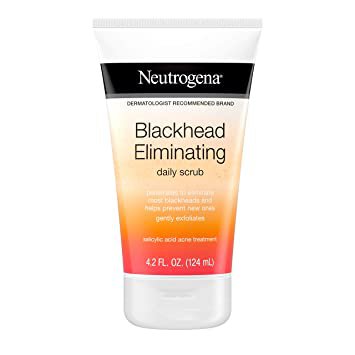 Neutrogena®
DERMATOLOGIST RECOMMENDED BRAND
Blackhead
Eliminating
daily scrub
penetrates to eliminate
most blackheads and
helps prevent new ones
gently exfoliates
salicylic acid acne treatment
4.2 FL. OZ. (124 mL)